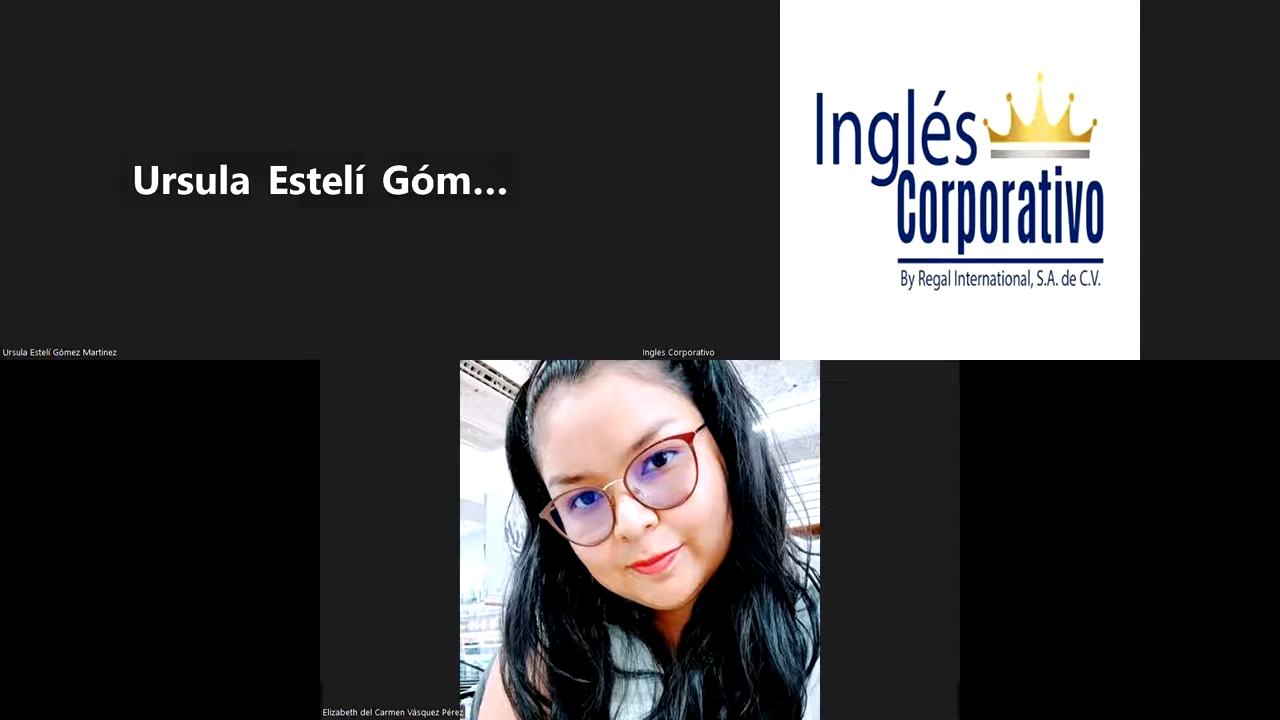 Ursula Estelí Góm...
Inglés
Corporativo
By Regal International, S.A. de C.V.
Ursula Estelí Gómez Martinez
Ingles Corporativo
Elizabeth del Carmen Vásquez Pérez